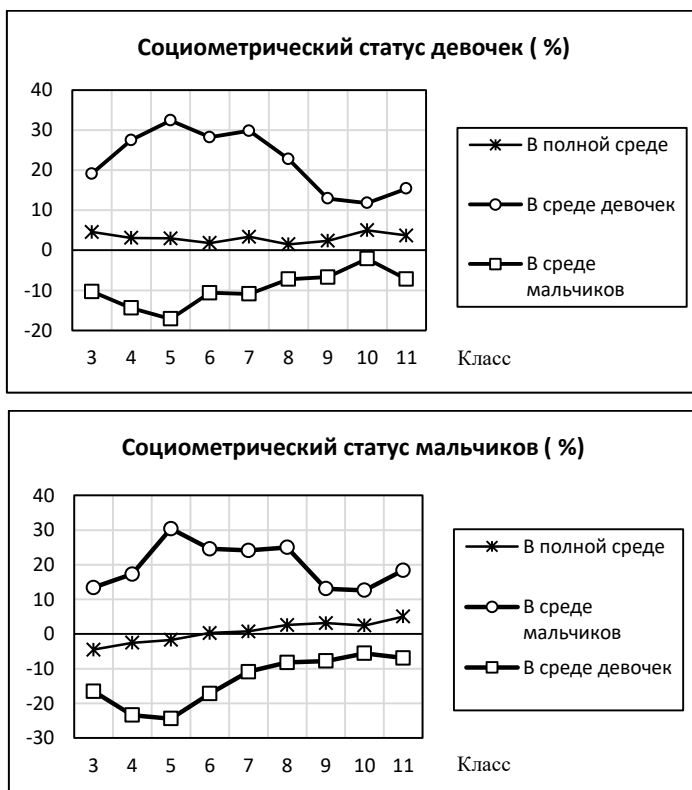 Социометрический статус девочек ( %)
40
30
20
10
0
-10
-20
3 4 5 6 7 8 9 10 11 Класс
В полной среде
В среде девочек
В среде
мальчиков
Социометрический статус мальчиков ( %)
40
30
20
10
0
-10
-20
-30
3 4 5 6 7 8 9 10 11 Класс
В полной среде
В среде
мальчиков
В среде девочек